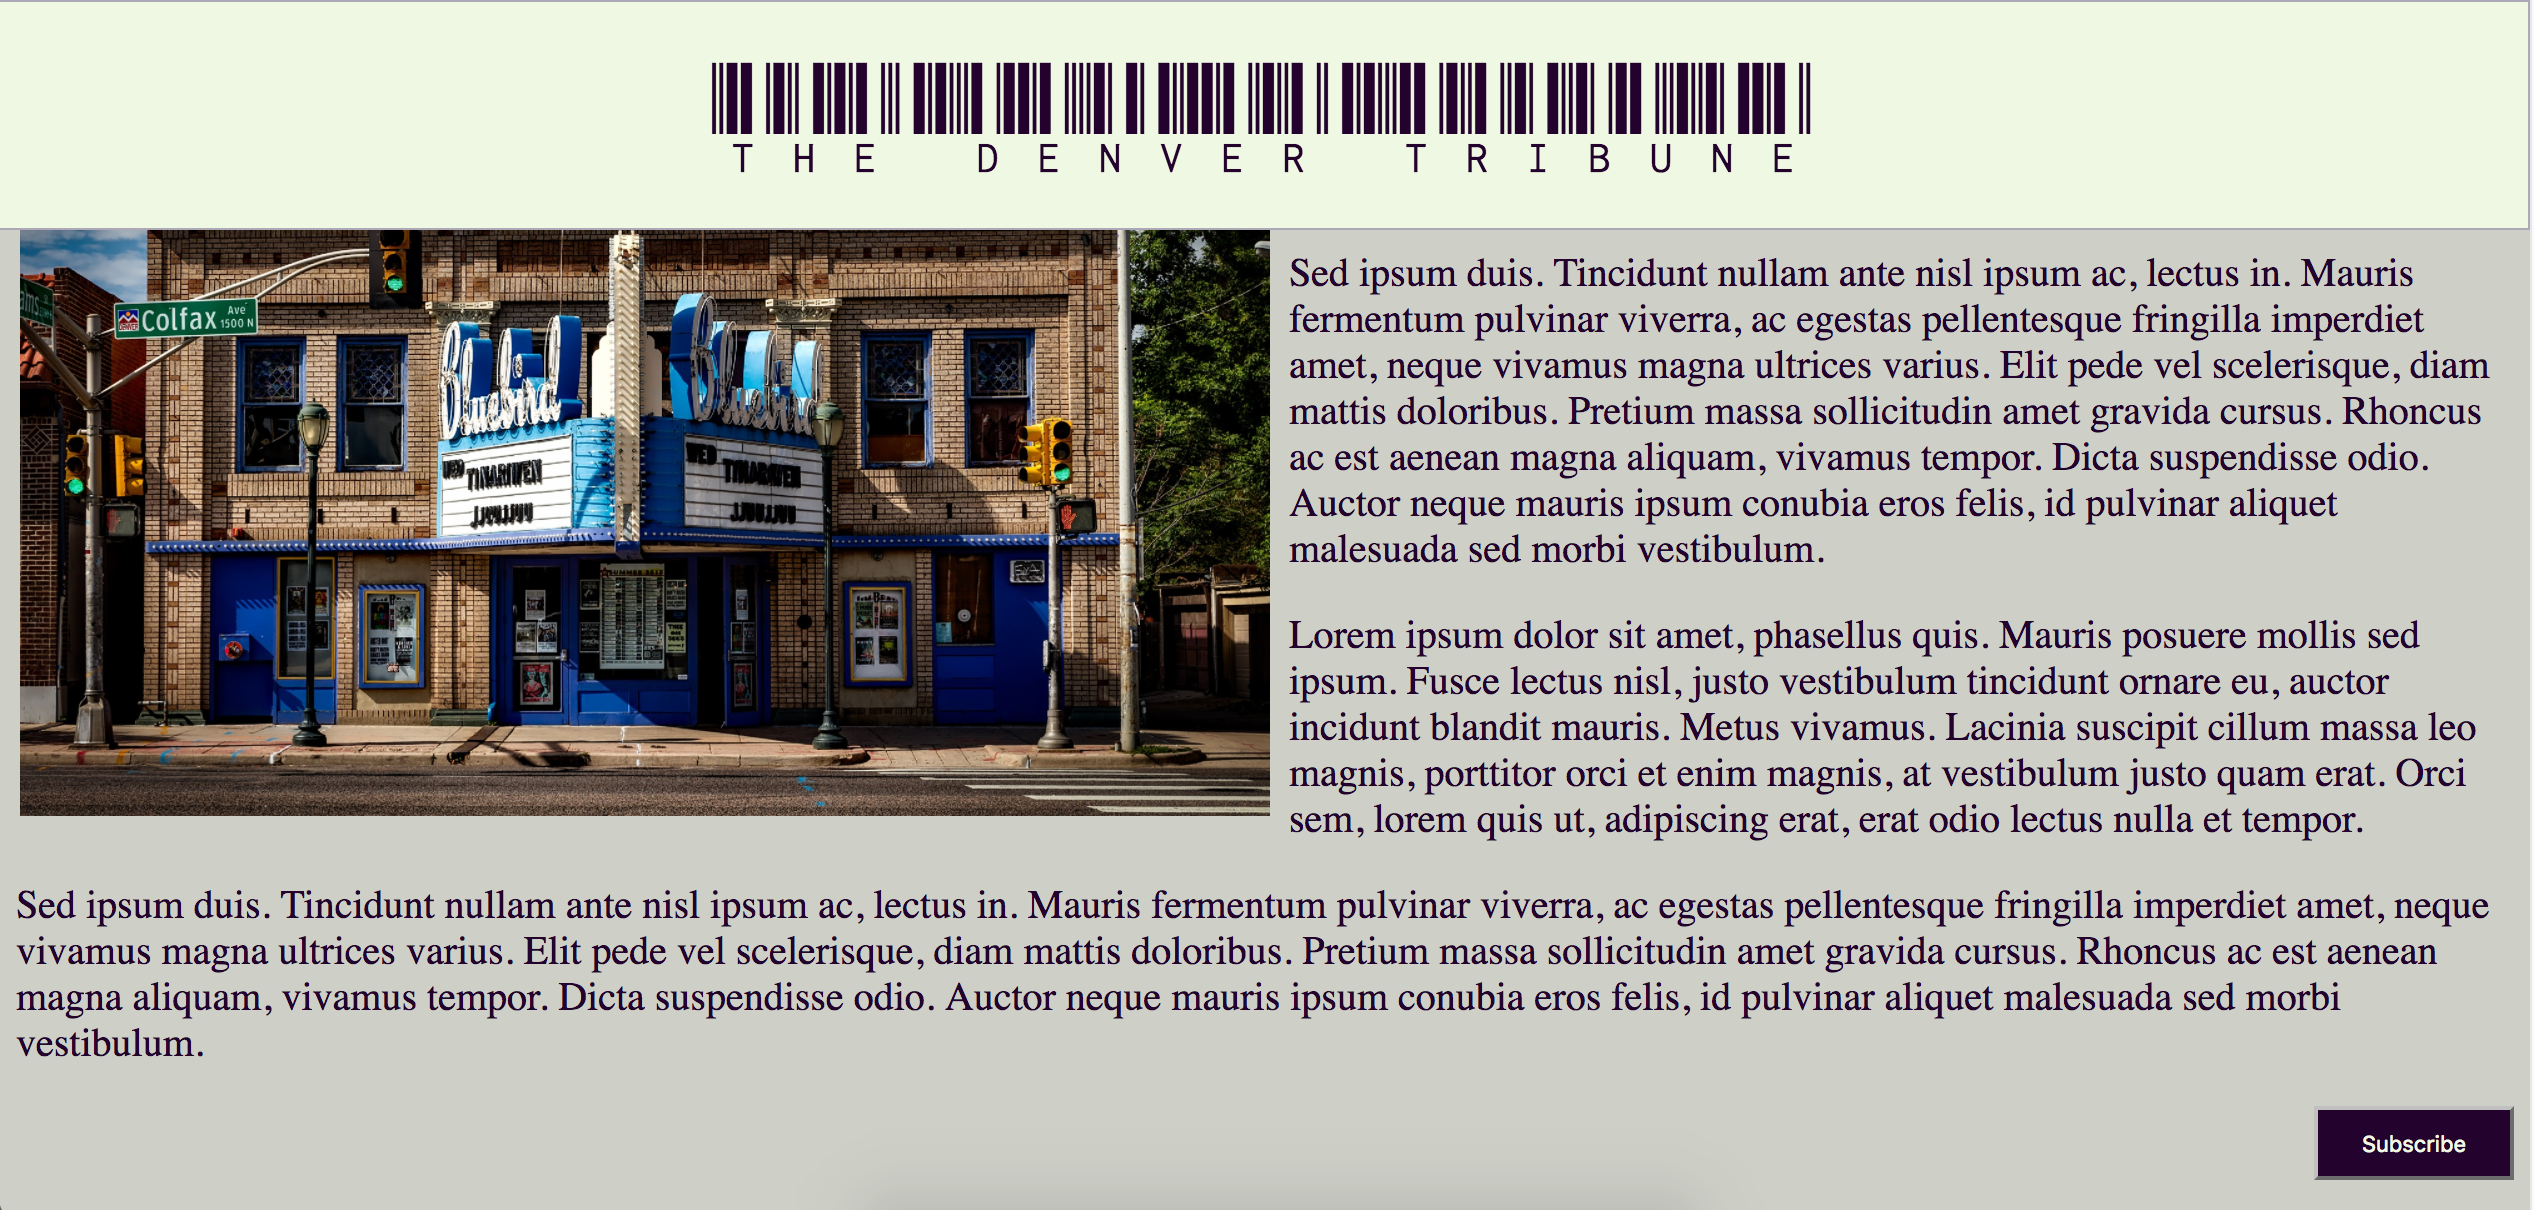 THE DENVER TRIBUNE
Colfax Ave
1500 N
Bluebird Bluebird
WED WED
TINARIWEN TINARIWEN
Sed ipsum duis. Tincidunt nullam ante nisl ipsum ac, lectus in. Mauris
fermentum pulvinar viverra, ac egestas pellentesque fringilla imperdiet
amet, neque vivamus magna ultrices varius. Elit pede vel scelerisque, diam
mattis doloribus. Pretium massa sollicitudin amet gravida cursus. Rhoncus
ac est aenean magna aliquam, vivamus tempor. Dicta suspendisse odio.
Auctor neque mauris ipsum conubia eros felis, id pulvinar aliquet
malesuada sed morbi vestibulum.
Lorem ipsum dolor sit amet, phasellus quis. Mauris posuere mollis sed
ipsum. Fusce lectus nisl, justo vestibulum tincidunt ornare eu, auctor
incidunt blandit mauris. Metus vivamus. Lacinia suscipit cillum massa leo
magnis, porttitor orci et enim magnis, at vestibulum justo quam erat. Orci
sem, lorem quis ut, adipiscing erat, erat odio lectus nulla et tempor.
Sed ipsum duis. Tincidunt nullam ante nisl ipsum ac, lectus in. Mauris fermentum pulvinar viverra, ac egestas pellentesque fringilla imperdiet amet, neque
vivamus magna ultrices varius. Elit pede vel scelerisque, diam mattis doloribus. Pretium massa sollicitudin amet gravida cursus. Rhoncus ac est aenean
magna aliquam, vivamus tempor. Dicta suspendisse odio. Auctor neque mauris ipsum conubia eros felis, id pulvinar aliquet malesuada sed morbi
vestibulum.
Subscribe